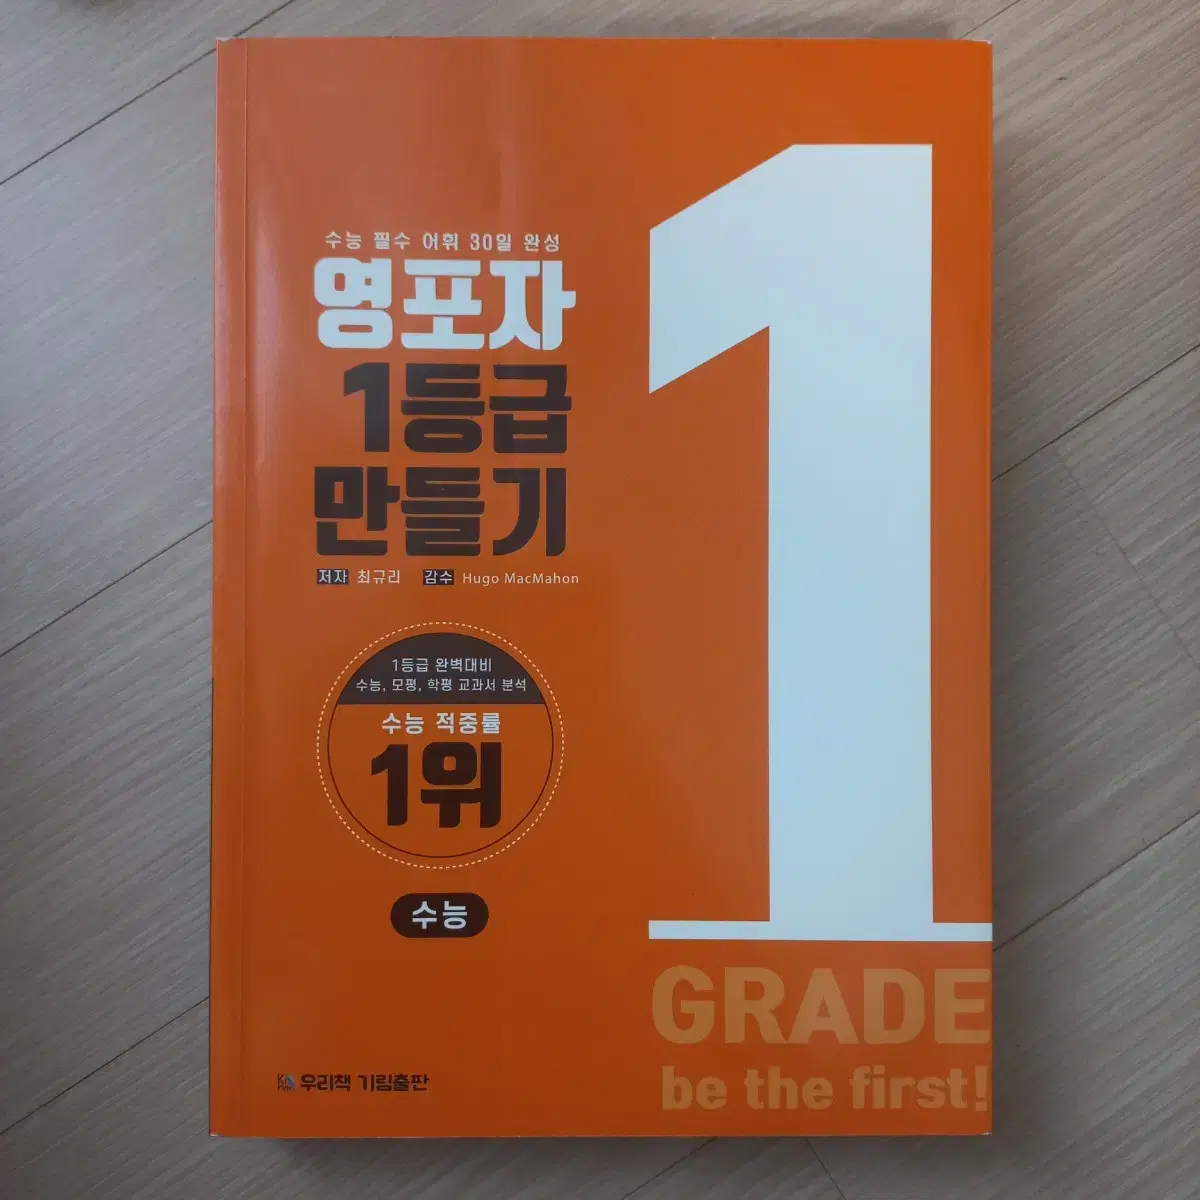 수능 필수 어휘 30일 완성
영포자
1등급
만들기
저자 최규리 감수 Hugo MacMahon
1등급 완벽대비
수능, 모평, 학평 교과서 분석
수능 적중률
1위
수능
우리책 기림출판
1
GRADE
be the first!